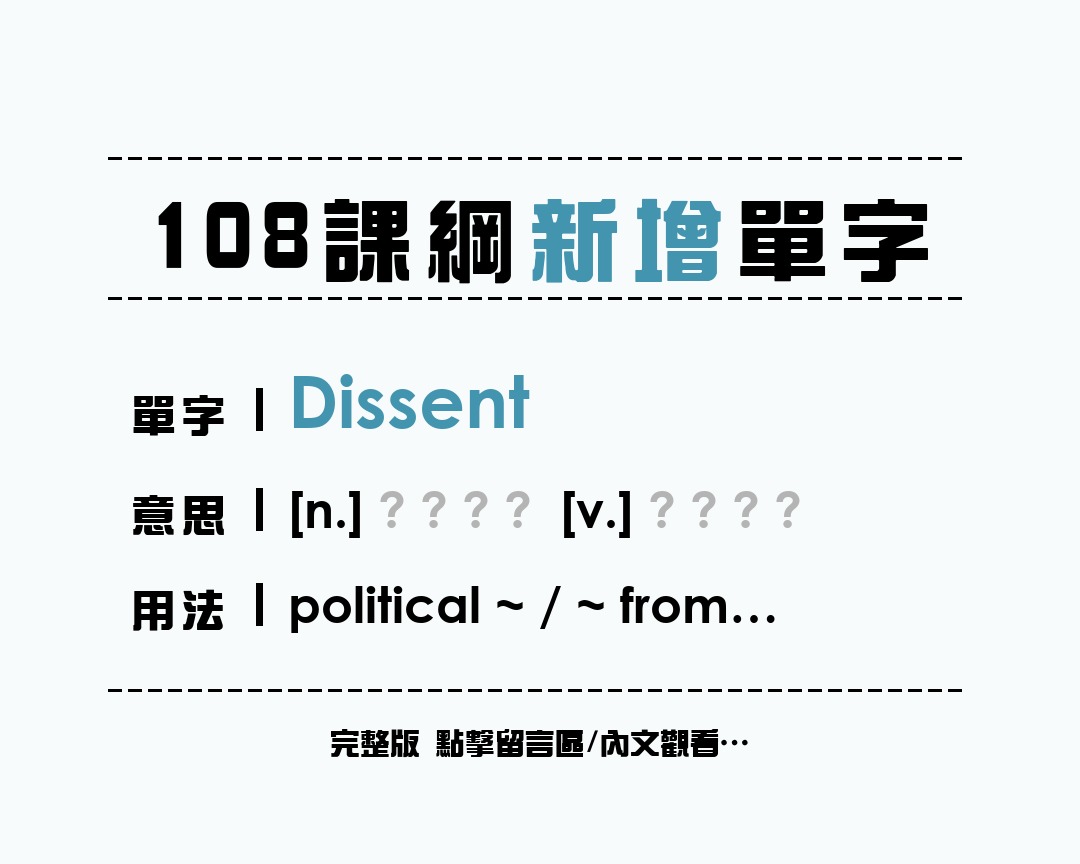 108課綱新增單字
單字 | Dissent
意思 | [n.] ？？？？ [v.] ？？？？
用法 | political ~ / ~ from…
完整版 點擊留言區/內文觀看…